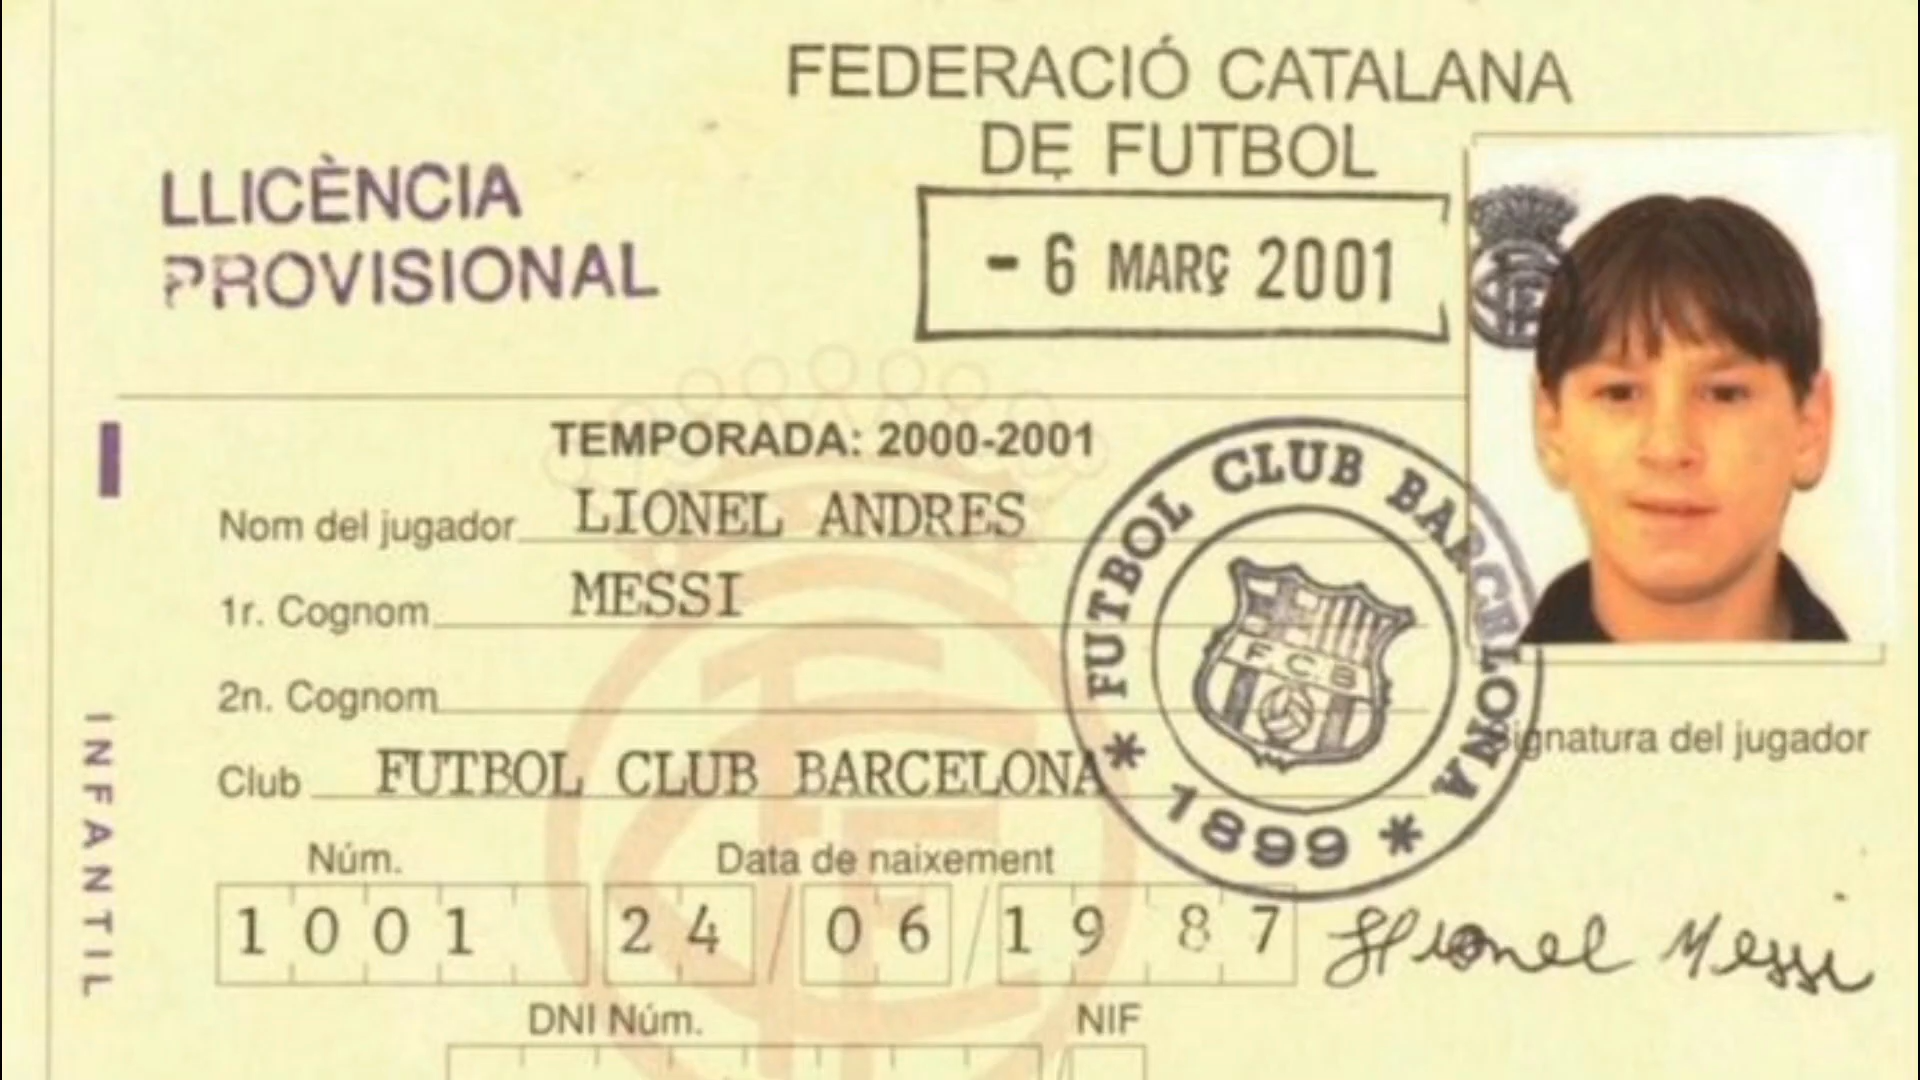 FEDERACIÓ CATALANA
DE FUTBOL
LLICÈNCIA
PROVISIONAL
- 6 MARÇ 2001
TEMPORADA: 2000-2001
Nom del jugador LIONEL ANDRES
1r. Cognom MESSI
2n. Cognom
Club FUTBOL CLUB BARCELONA
FUTBOL CLUB BARCELONA
FCB
* 1899 *
Signatura del jugador
INFANTIL
Núm. Data de naixement
1001 24/06/1987
Lionel Messi
DNI Núm. NIF